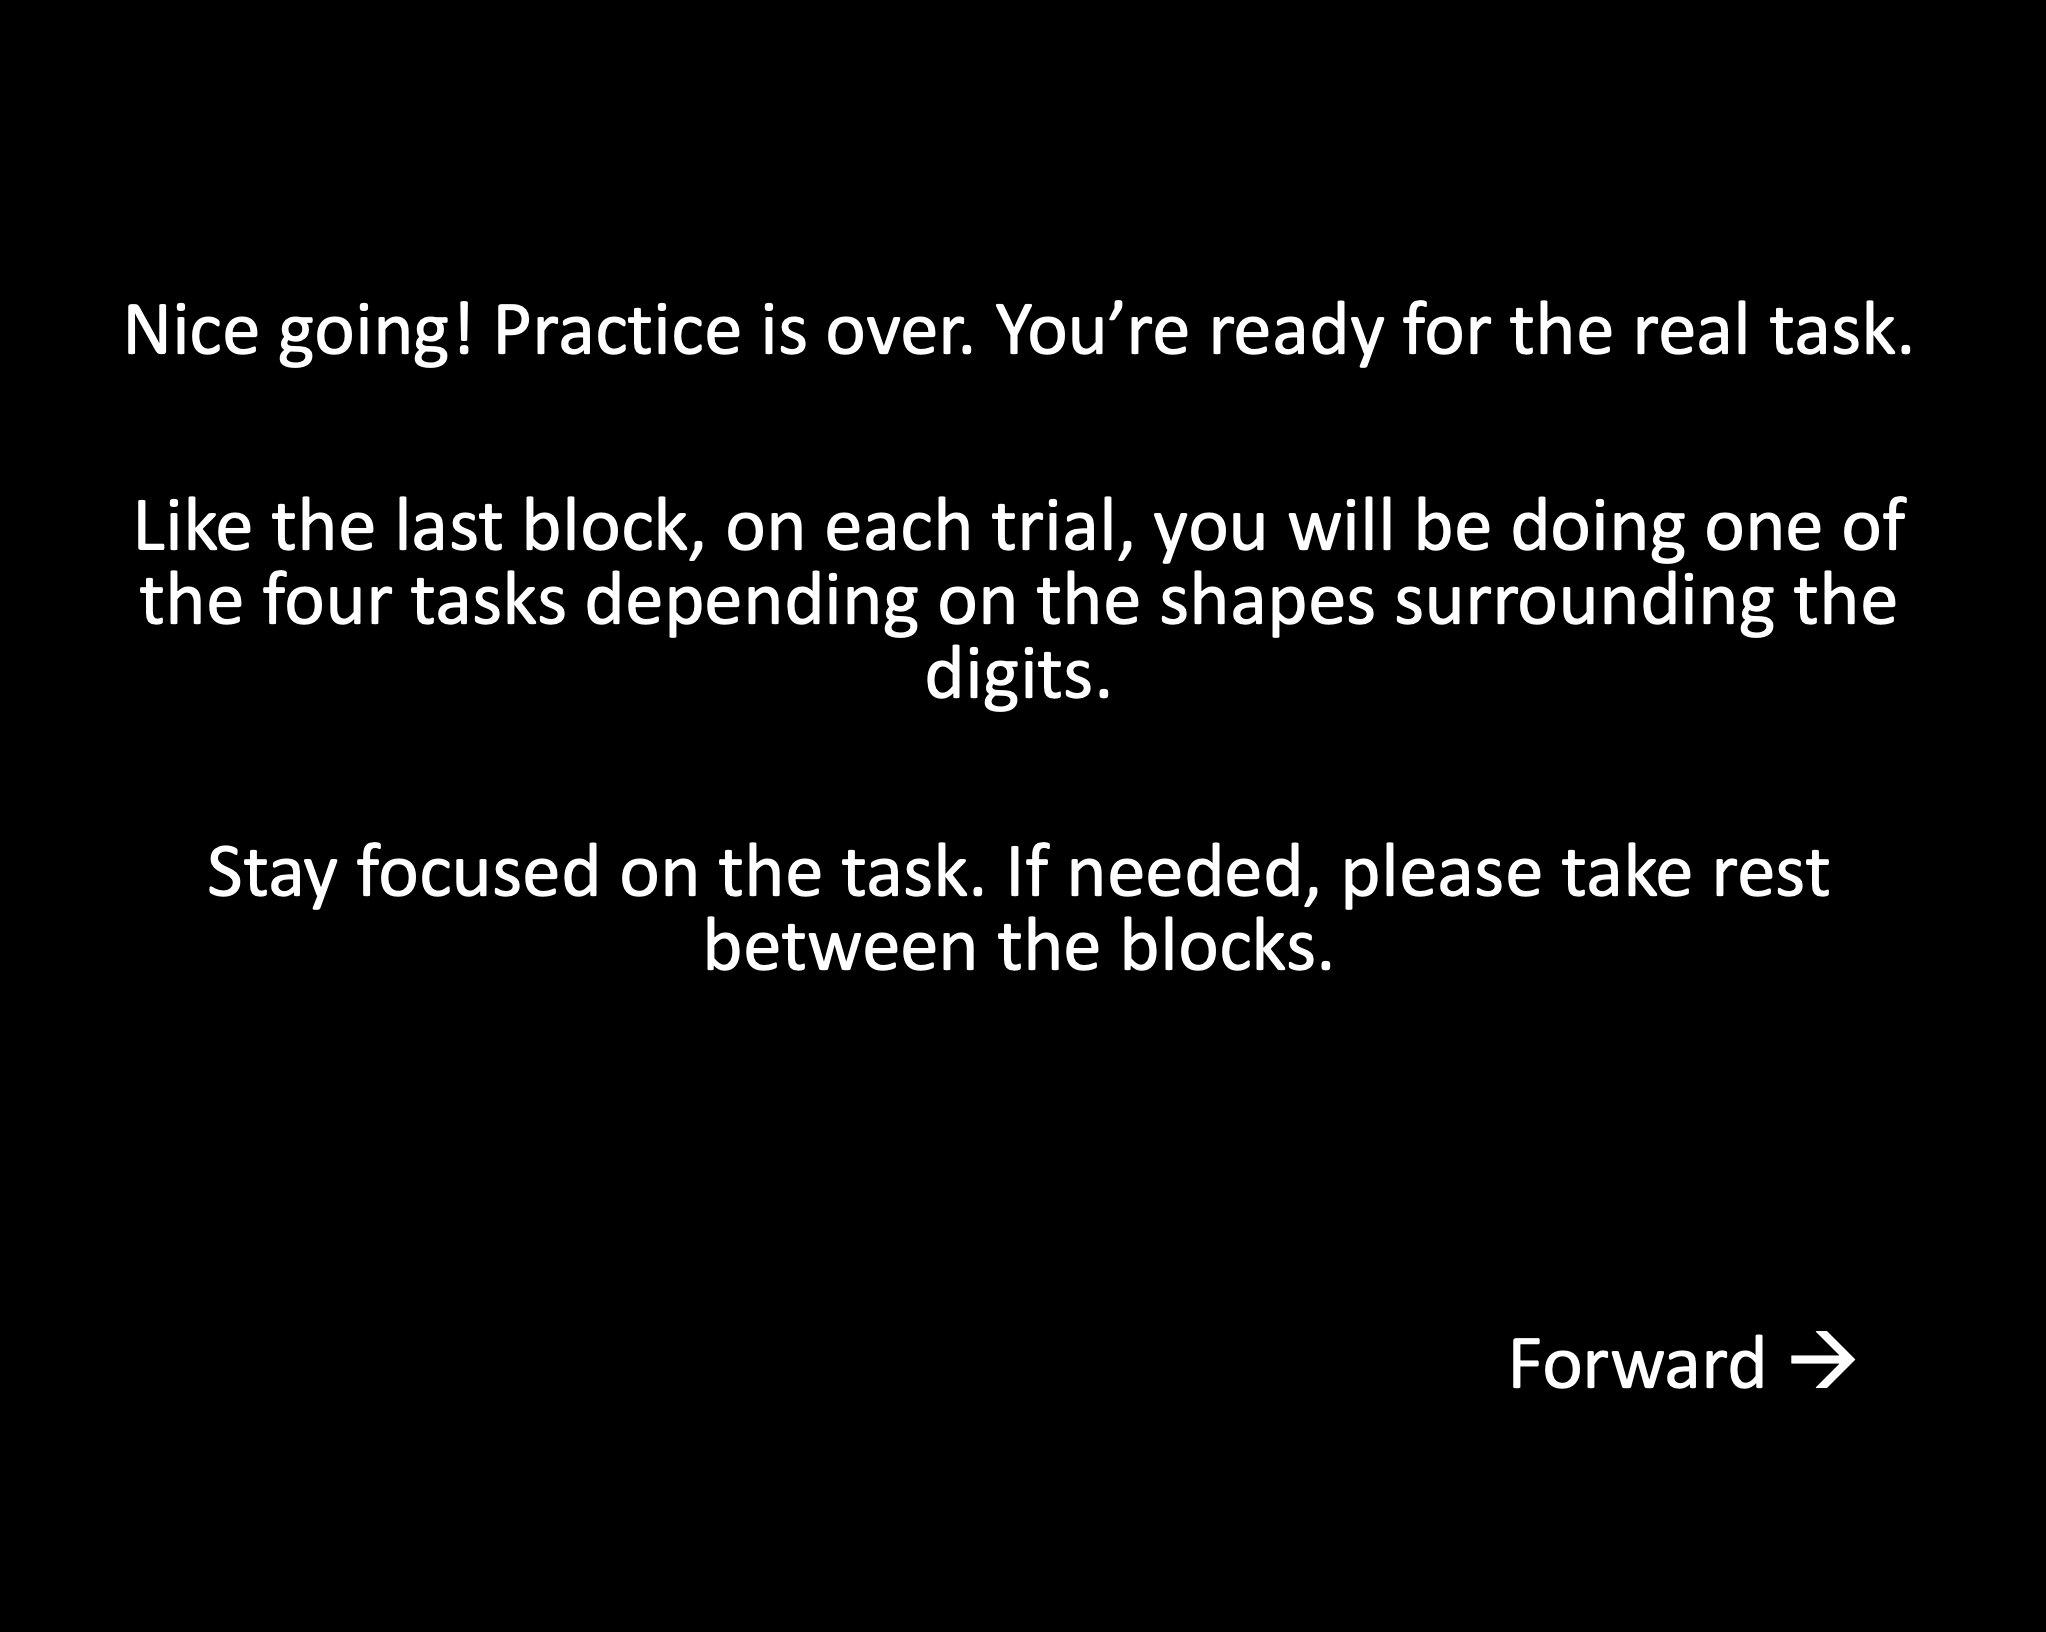 Nice going! Practice is over. You’re ready for the real task.
Like the last block, on each trial, you will be doing one of
the four tasks depending on the shapes surrounding the
digits.
Stay focused on the task. If needed, please take rest
between the blocks.
Forward →